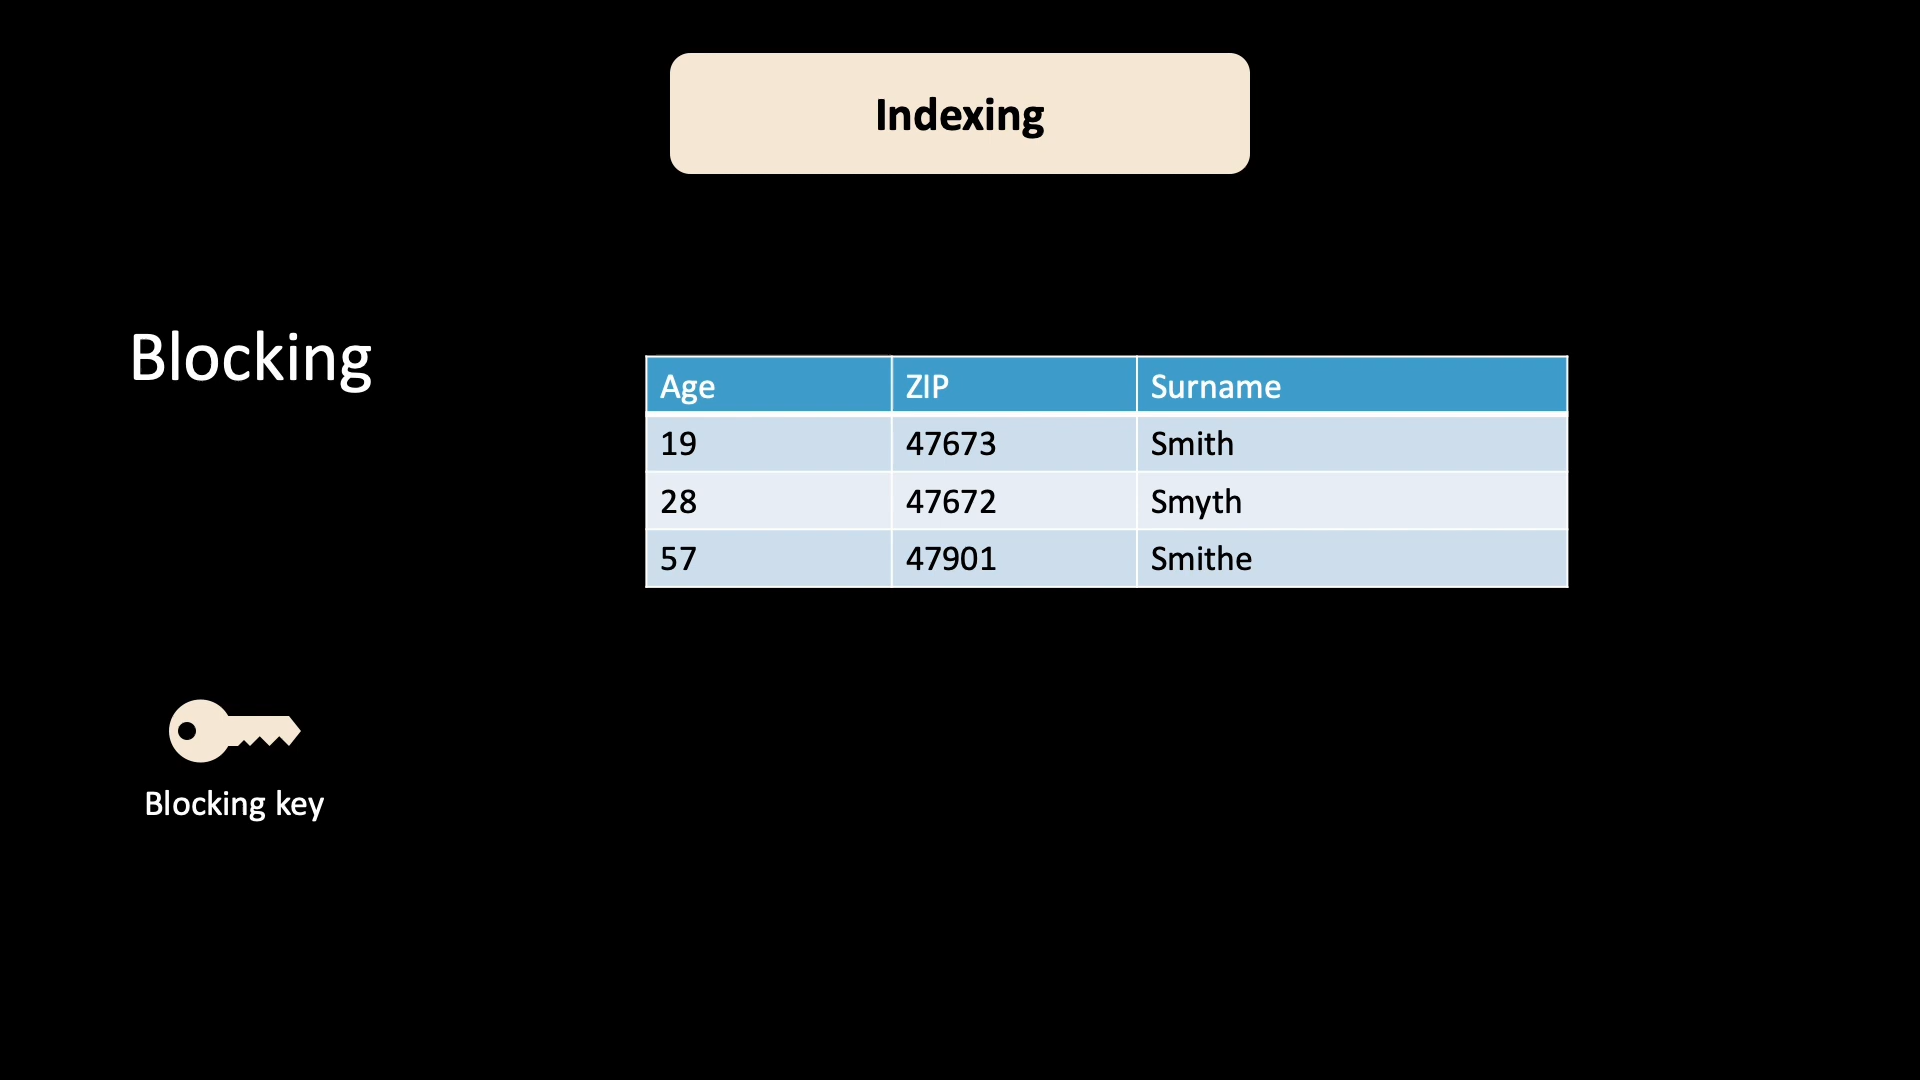 Indexing
Blocking
Age ZIP Surname
19 47673 Smith
28 47672 Smyth
57 47901 Smithe
Blocking key